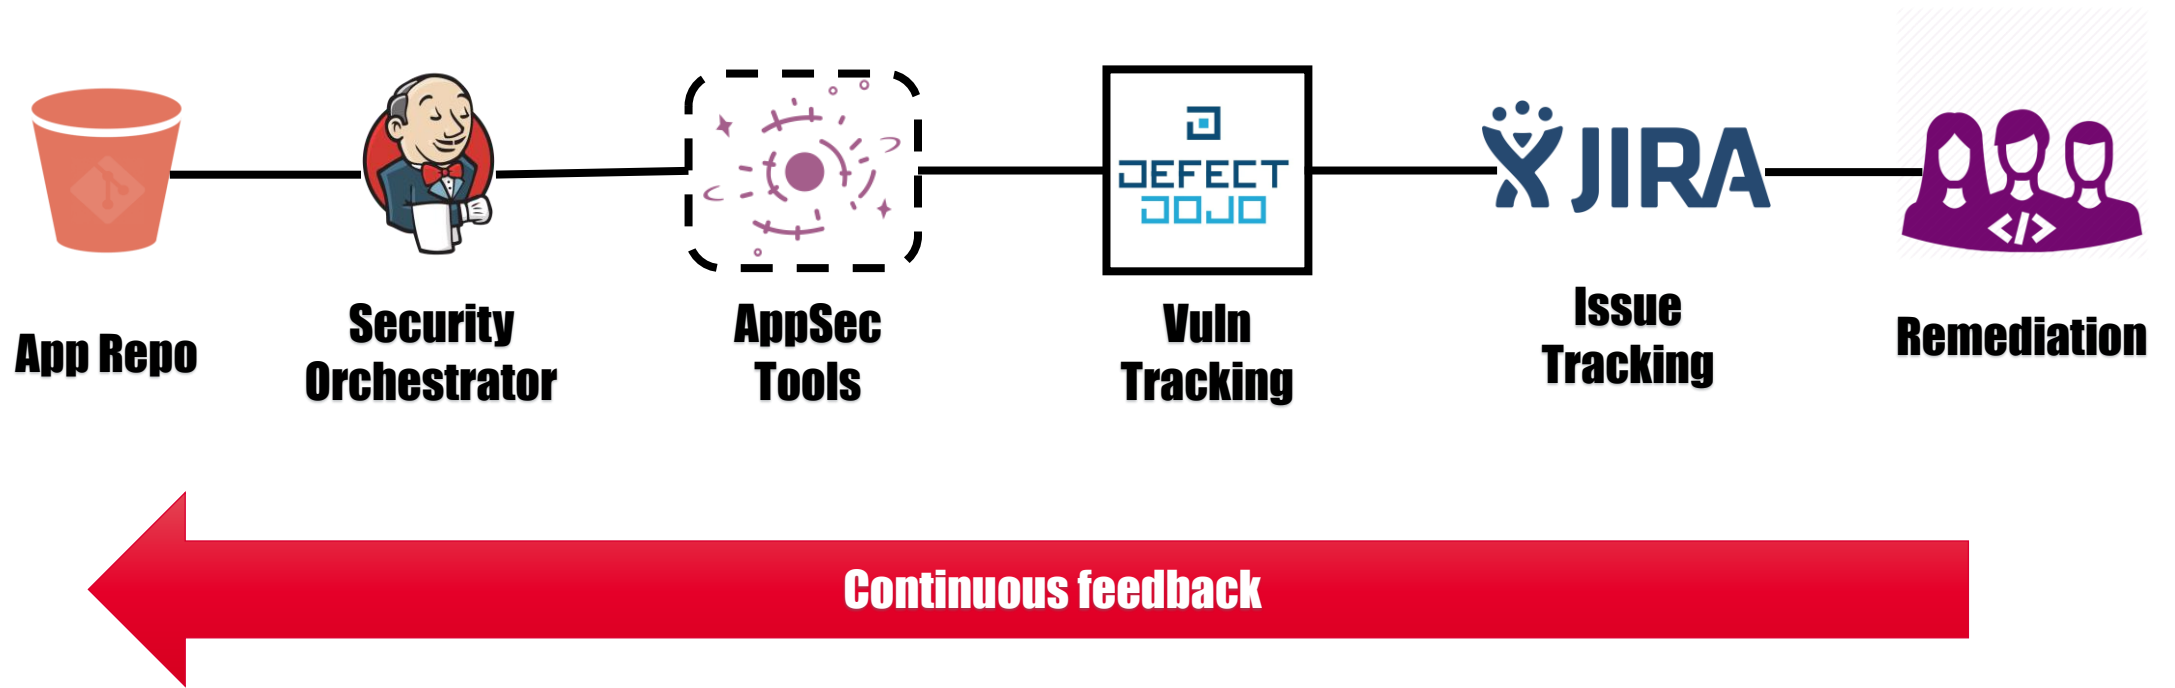 DEFECT
DOJO
JIRA
</>
App Repo
Security
Orchestrator
AppSec
Tools
Vuln
Tracking
Issue
Tracking
Remediation
Continuous feedback